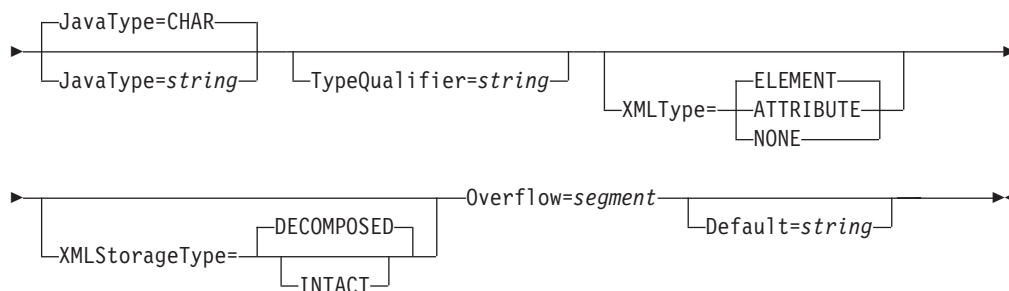 JavaType=CHAR
JavaType=string
TypeQualifier=string
XMLType=
ELEMENT
ATTRIBUTE
NONE
XMLStorageType=
DECOMPOSED
INTACT
Overflow=segment
Default=string